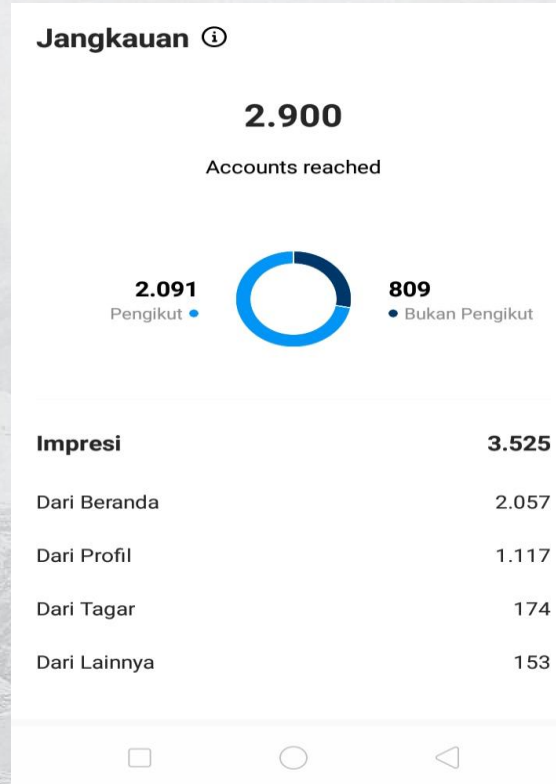 Jangkauan
2.900
Accounts reached
2.091
Pengikut
809
Bukan Pengikut
Impresi 3.525
Dari Beranda 2.057
Dari Profil 1.117
Dari Tagar 174
Dari Lainnya 153